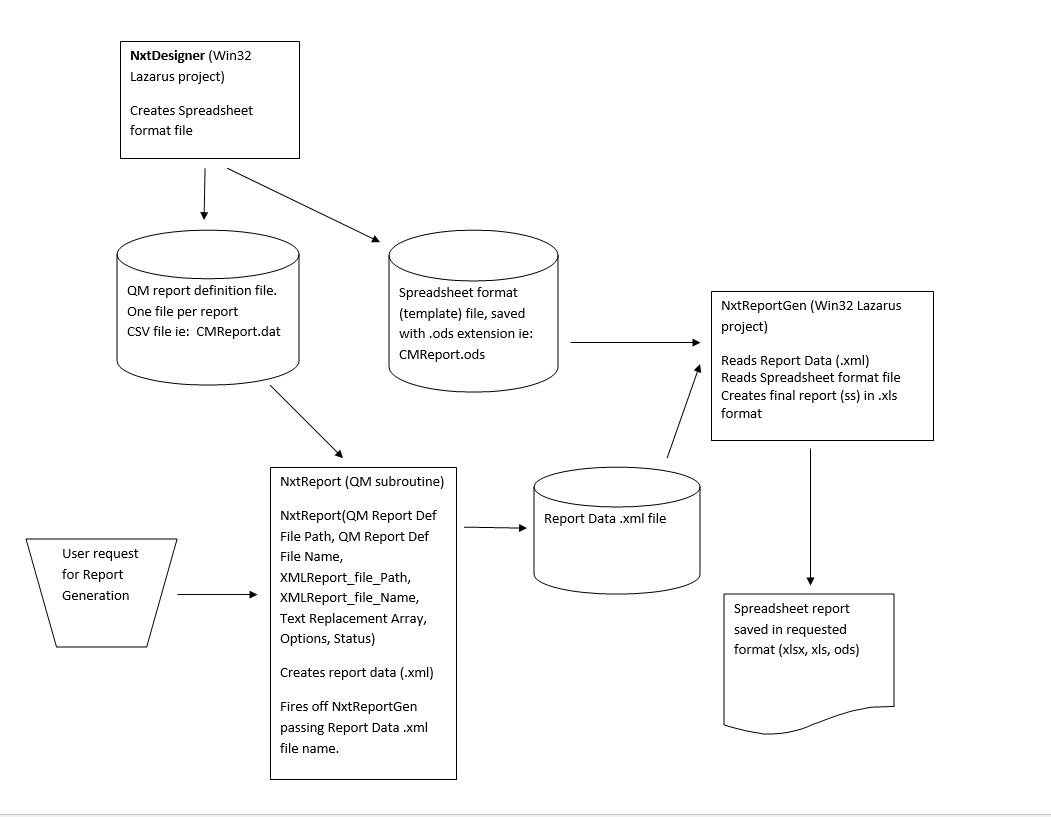 NxtDesigner (Win32
Lazarus project)
Creates Spreadsheet
format file
QM report definition file.
One file per report
CSV file ie:  CMReport.dat
Spreadsheet format
(template) file, saved
with .ods extension ie:
CMReport.ods
NxtReportGen (Win32 Lazarus
project)
Reads Report Data (.xml)
Reads Spreadsheet format file
Creates final report (ss) in .xls
format
User request
for Report
Generation
NxtReport (QM subroutine)
NxtReport(QM Report Def
File Path, QM Report Def
File Name,
XMLReport_file_Path,
XMLReport_file_Name,
Text Replacement Array,
Options, Status)
Creates report data (.xml)
Fires off NxtReportGen
passing Report Data .xml
file name.
Report Data .xml file
Spreadsheet report
saved in requested
format (xlsx, xls, ods)